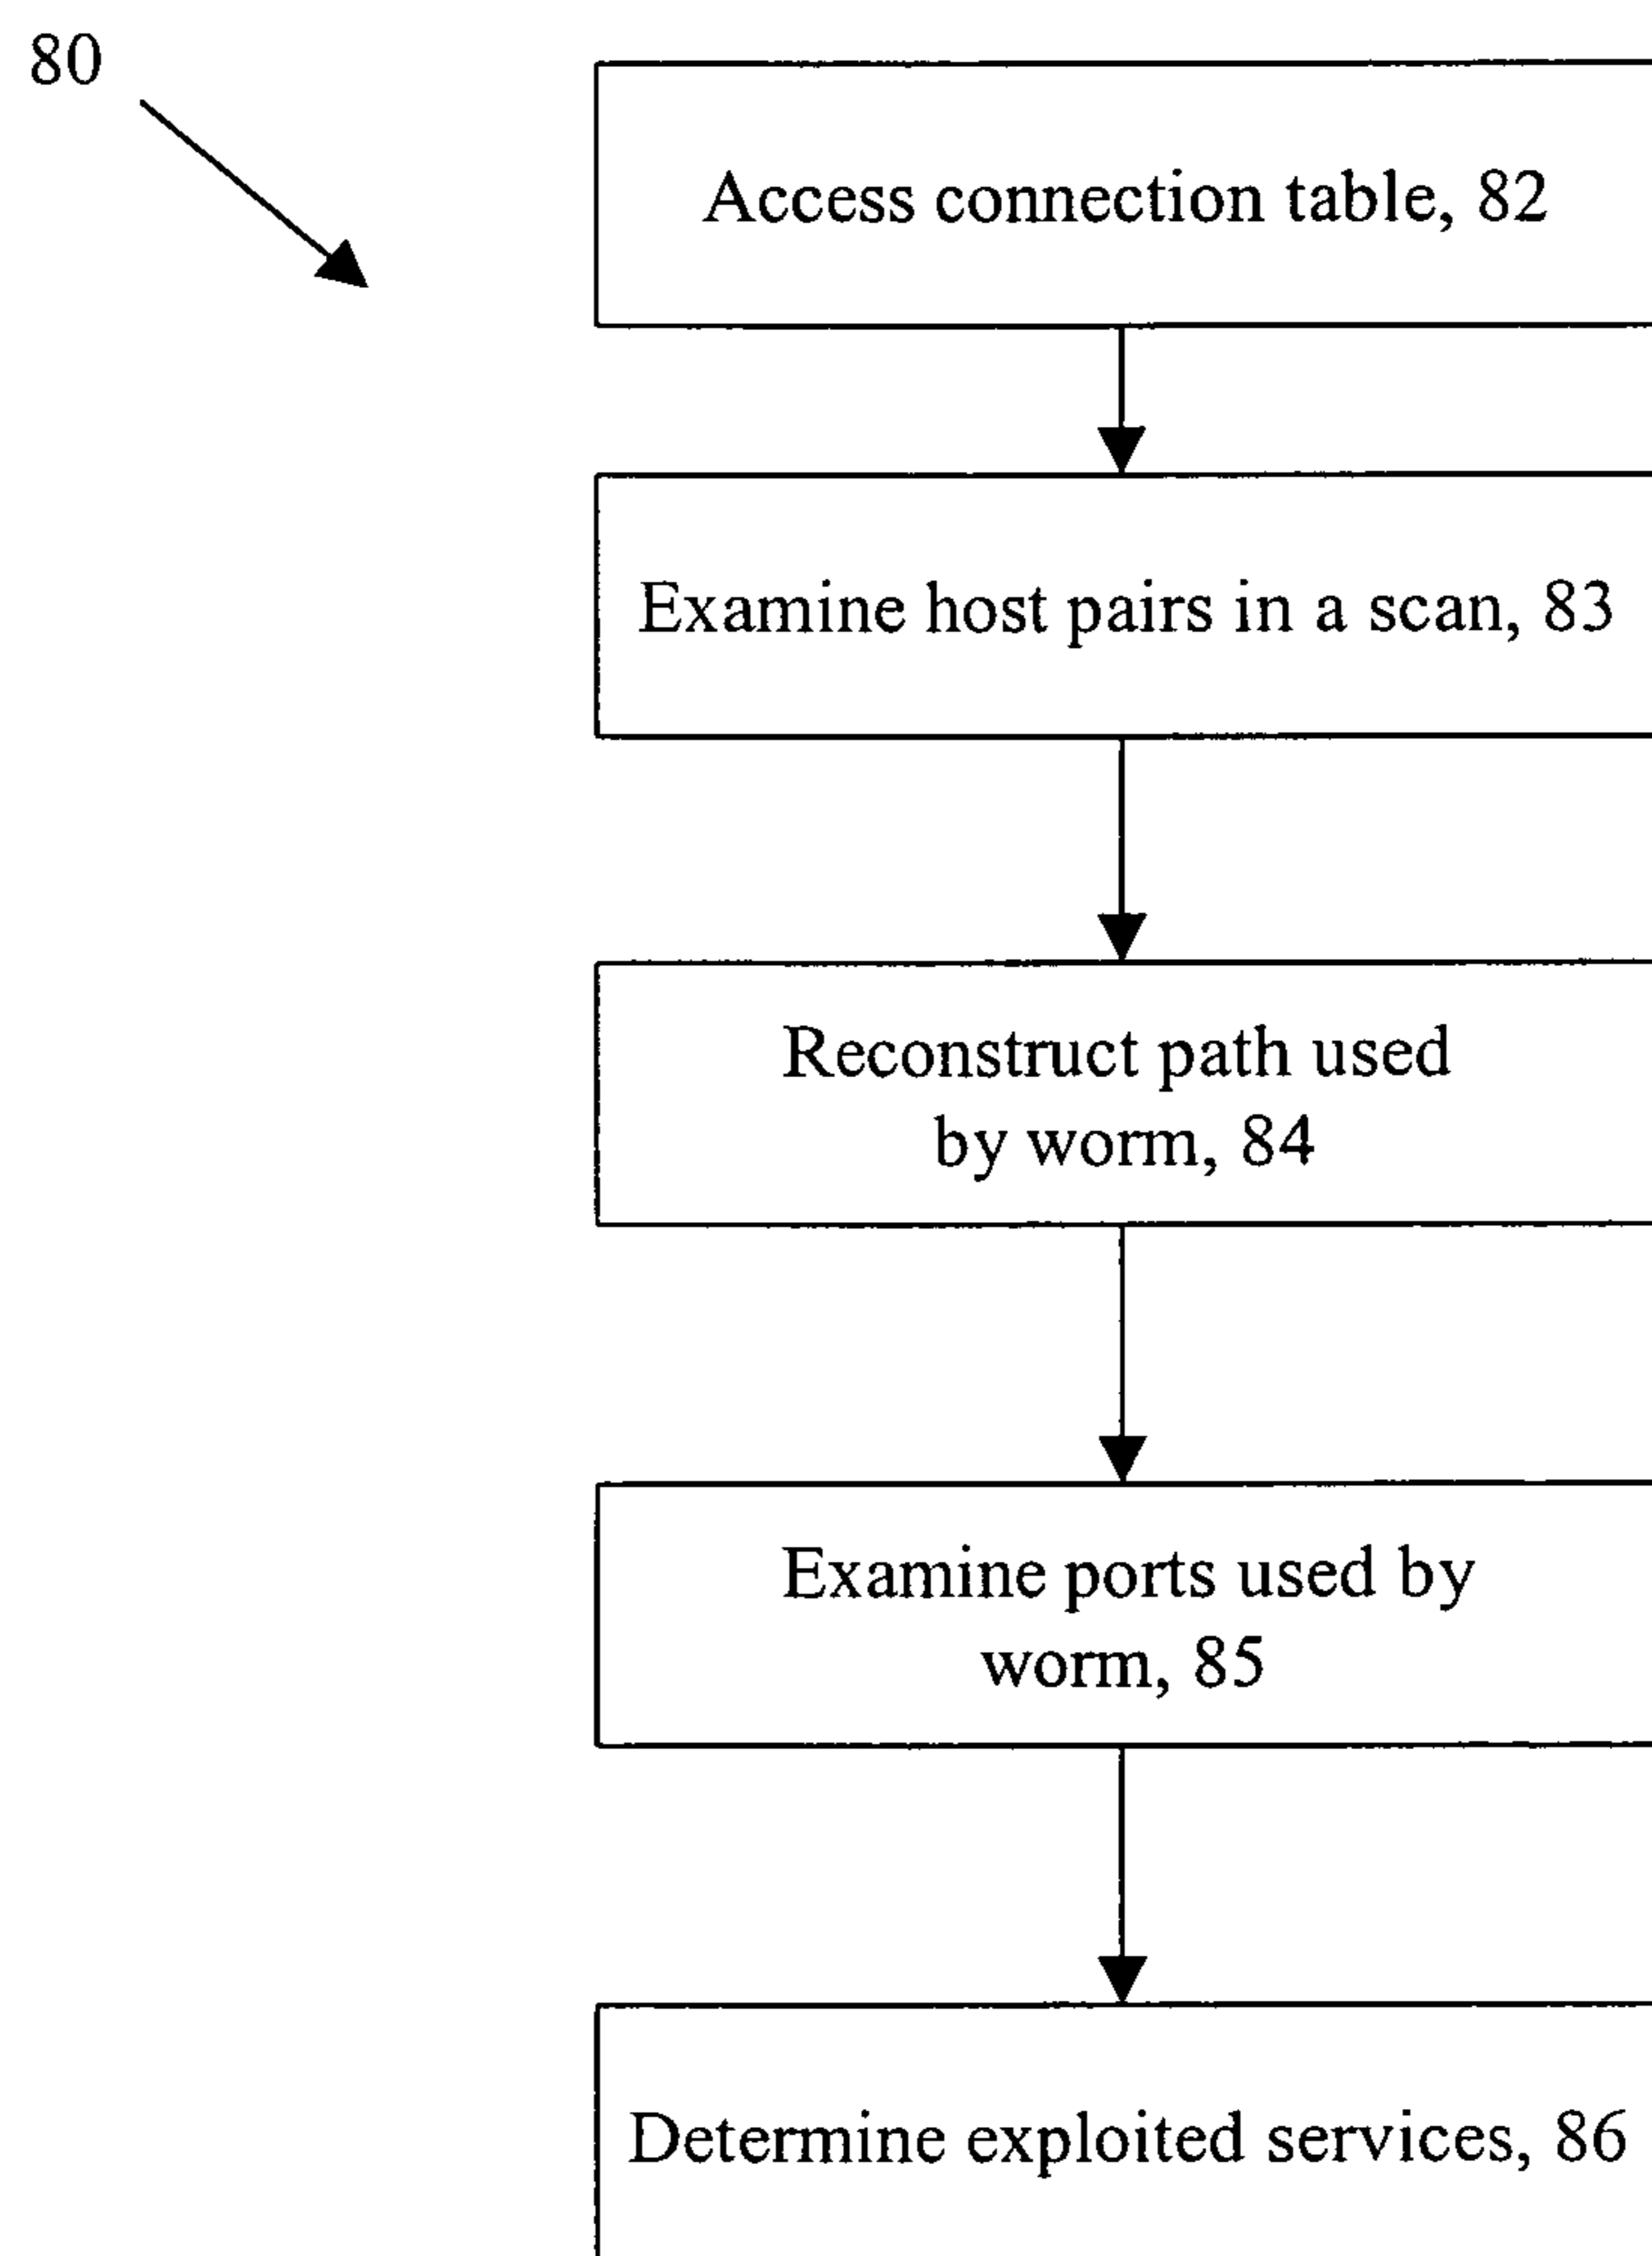 80
Access connection table, 82
Examine host pairs in a scan, 83
Reconstruct path used
by worm, 84
Examine ports used by
worm, 85
Determine exploited services, 86